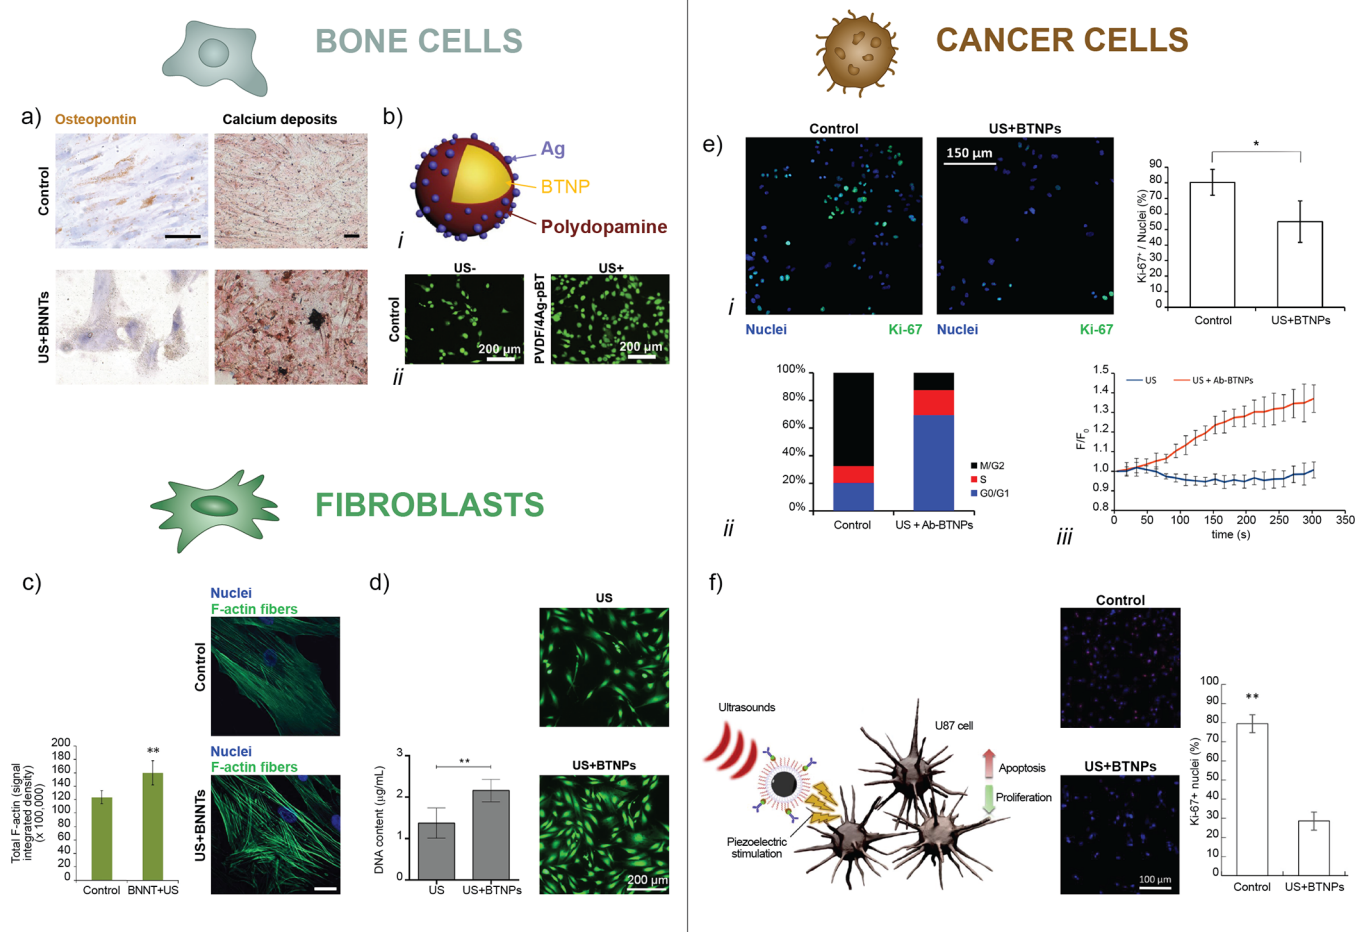 BONE CELLS
a)
Osteopontin
Calcium deposits
Control
US+BNNTs
b)
Ag
BTNP
Polydopamine
i
US-
US+
Control
PVDF/4Ag-pBT
200 µm
200 µm
ii
FIBROBLASTS
c)
Total F-actin (signal
integrated density)
(x 100,000)
200
180
160
140
120
100
80
60
40
20
0
**
Control
BNNT+US
Nuclei
F-actin fibers
Control
Nuclei
F-actin fibers
US+BNNTs
d)
DNA content (µg/mL)
3
2
1
0
**
US
US+BTNPs
US
US+BTNPs
200 µm
CANCER CELLS
e)
Control
US+BTNPs
150 µm
i
Nuclei
Ki-67
Nuclei
Ki-67
Ki-67⁺ / Nuclei (%)
90
80
70
60
50
40
30
20
10
0
*
Control
US+BTNPs
100%
80%
60%
40%
20%
0%
M/G2
S
G0/G1
Control
US + Ab-BTNPs
ii
US
US + Ab-BTNPs
F/F₀
1.5
1.4
1.3
1.2
1.1
1.0
0.9
0.8
0
50
100
150
200
250
300
350
time (s)
iii
f)
Ultrasounds
Piezoelectric
stimulation
U87 cell
Apoptosis
Proliferation
Control
US+BTNPs
100 µm
Ki-67+ nuclei (%)
100
90
80
70
60
50
40
30
20
10
0
**
Control
US+BTNPs